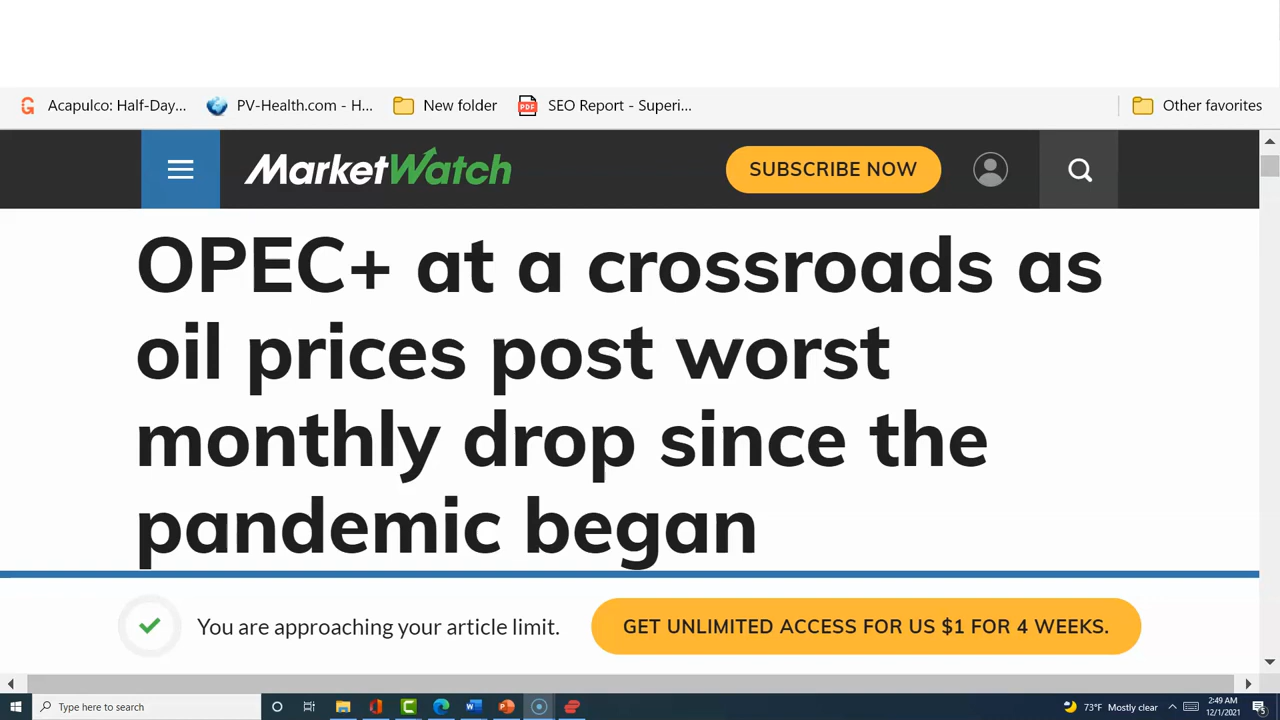 Acapulco: Half-Day... PV-Health.com - H... New folder PDF SEO Report - Superi... Other favorites
MarketWatch SUBSCRIBE NOW
OPEC+ at a crossroads as
oil prices post worst
monthly drop since the
pandemic began
You are approaching your article limit. GET UNLIMITED ACCESS FOR US $1 FOR 4 WEEKS.
Type here to search 73°F Mostly clear 2:49 AM
12/1/2021